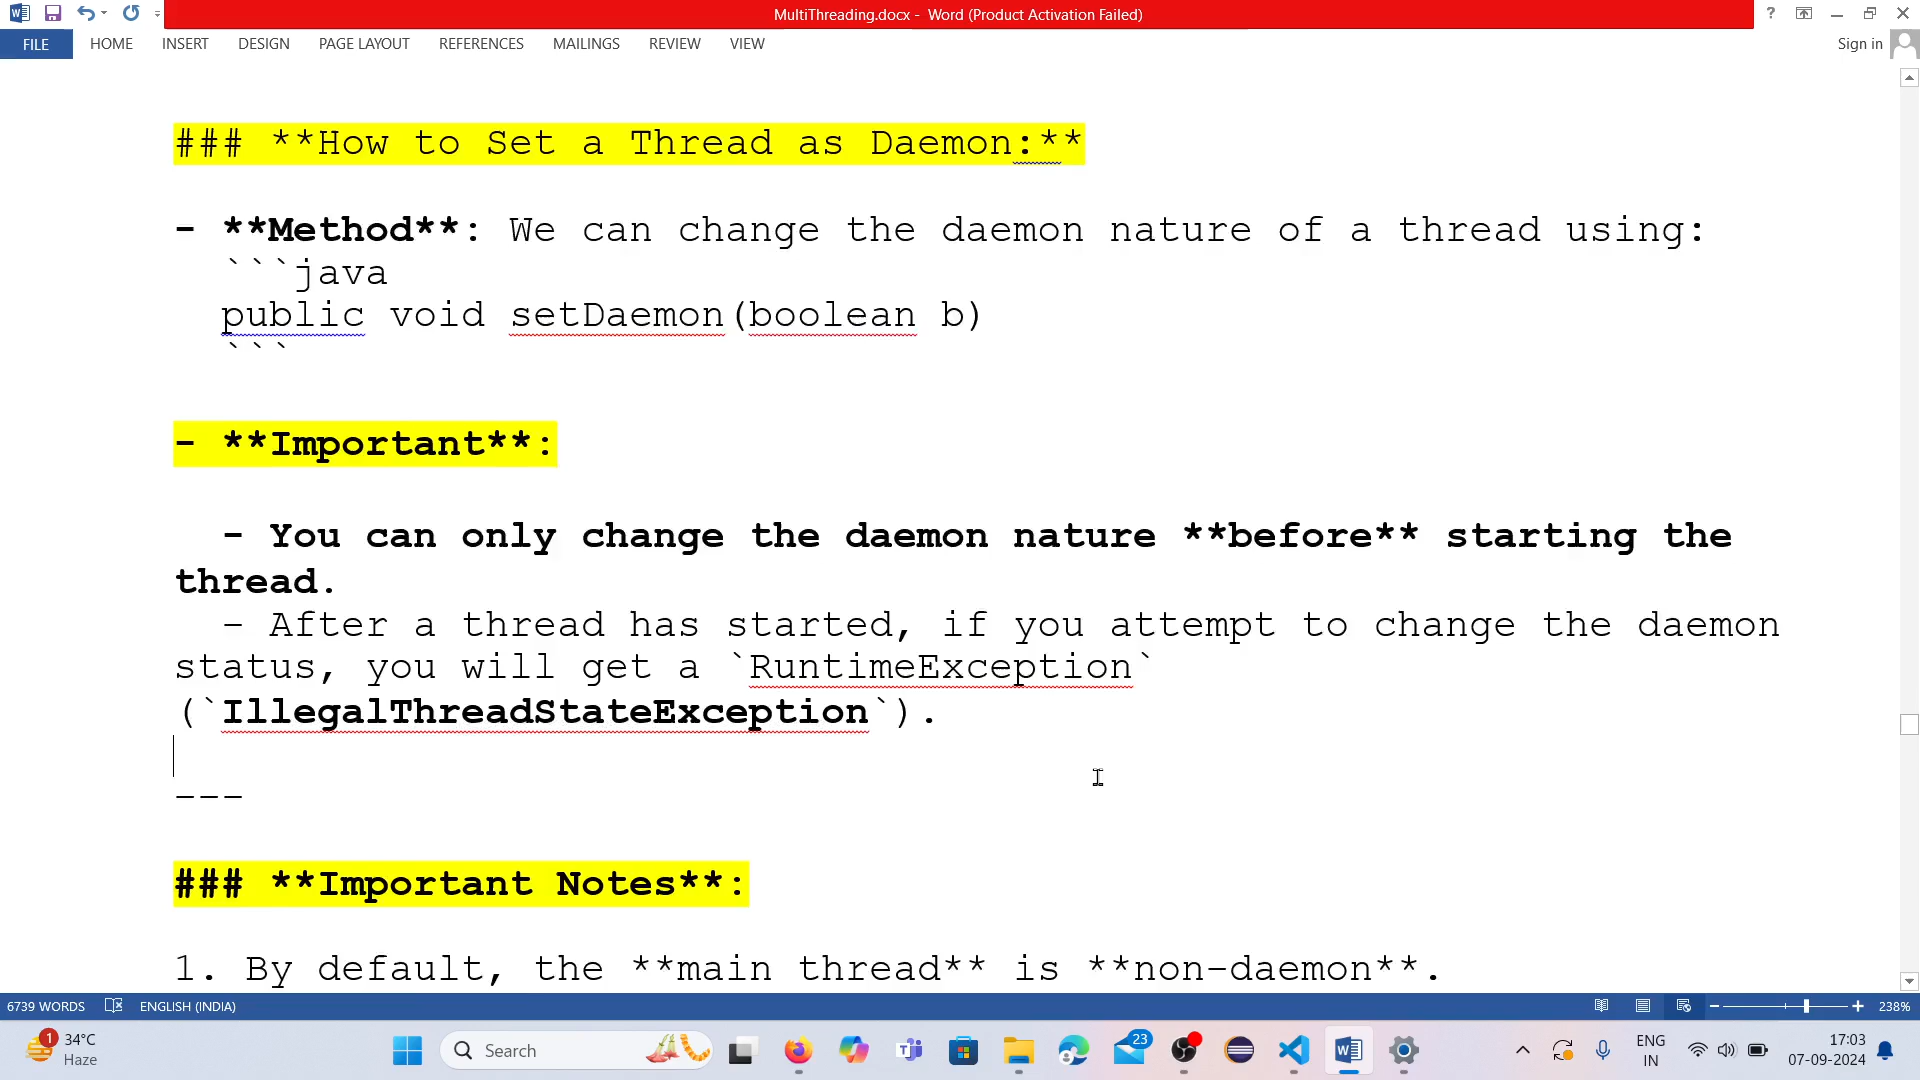 MultiThreading.docx - Word (Product Activation Failed)
?
FILE HOME INSERT DESIGN PAGE LAYOUT REFERENCES MAILINGS REVIEW VIEW Sign in
### **How to Set a Thread as Daemon:**
- **Method**: We can change the daemon nature of a thread using:
```java
public void setDaemon(boolean b)
```
- **Important**:
- You can only change the daemon nature **before** starting the
thread.
- After a thread has started, if you attempt to change the daemon
status, you will get a `RuntimeException`
(`IllegalThreadStateException`).
---
### **Important Notes**:
1. By default, the **main thread** is **non-daemon**.
6739 WORDS ENGLISH (INDIA) 238%
1 34°C
Haze
Search
23
ENG
IN
17:03
07-09-2024